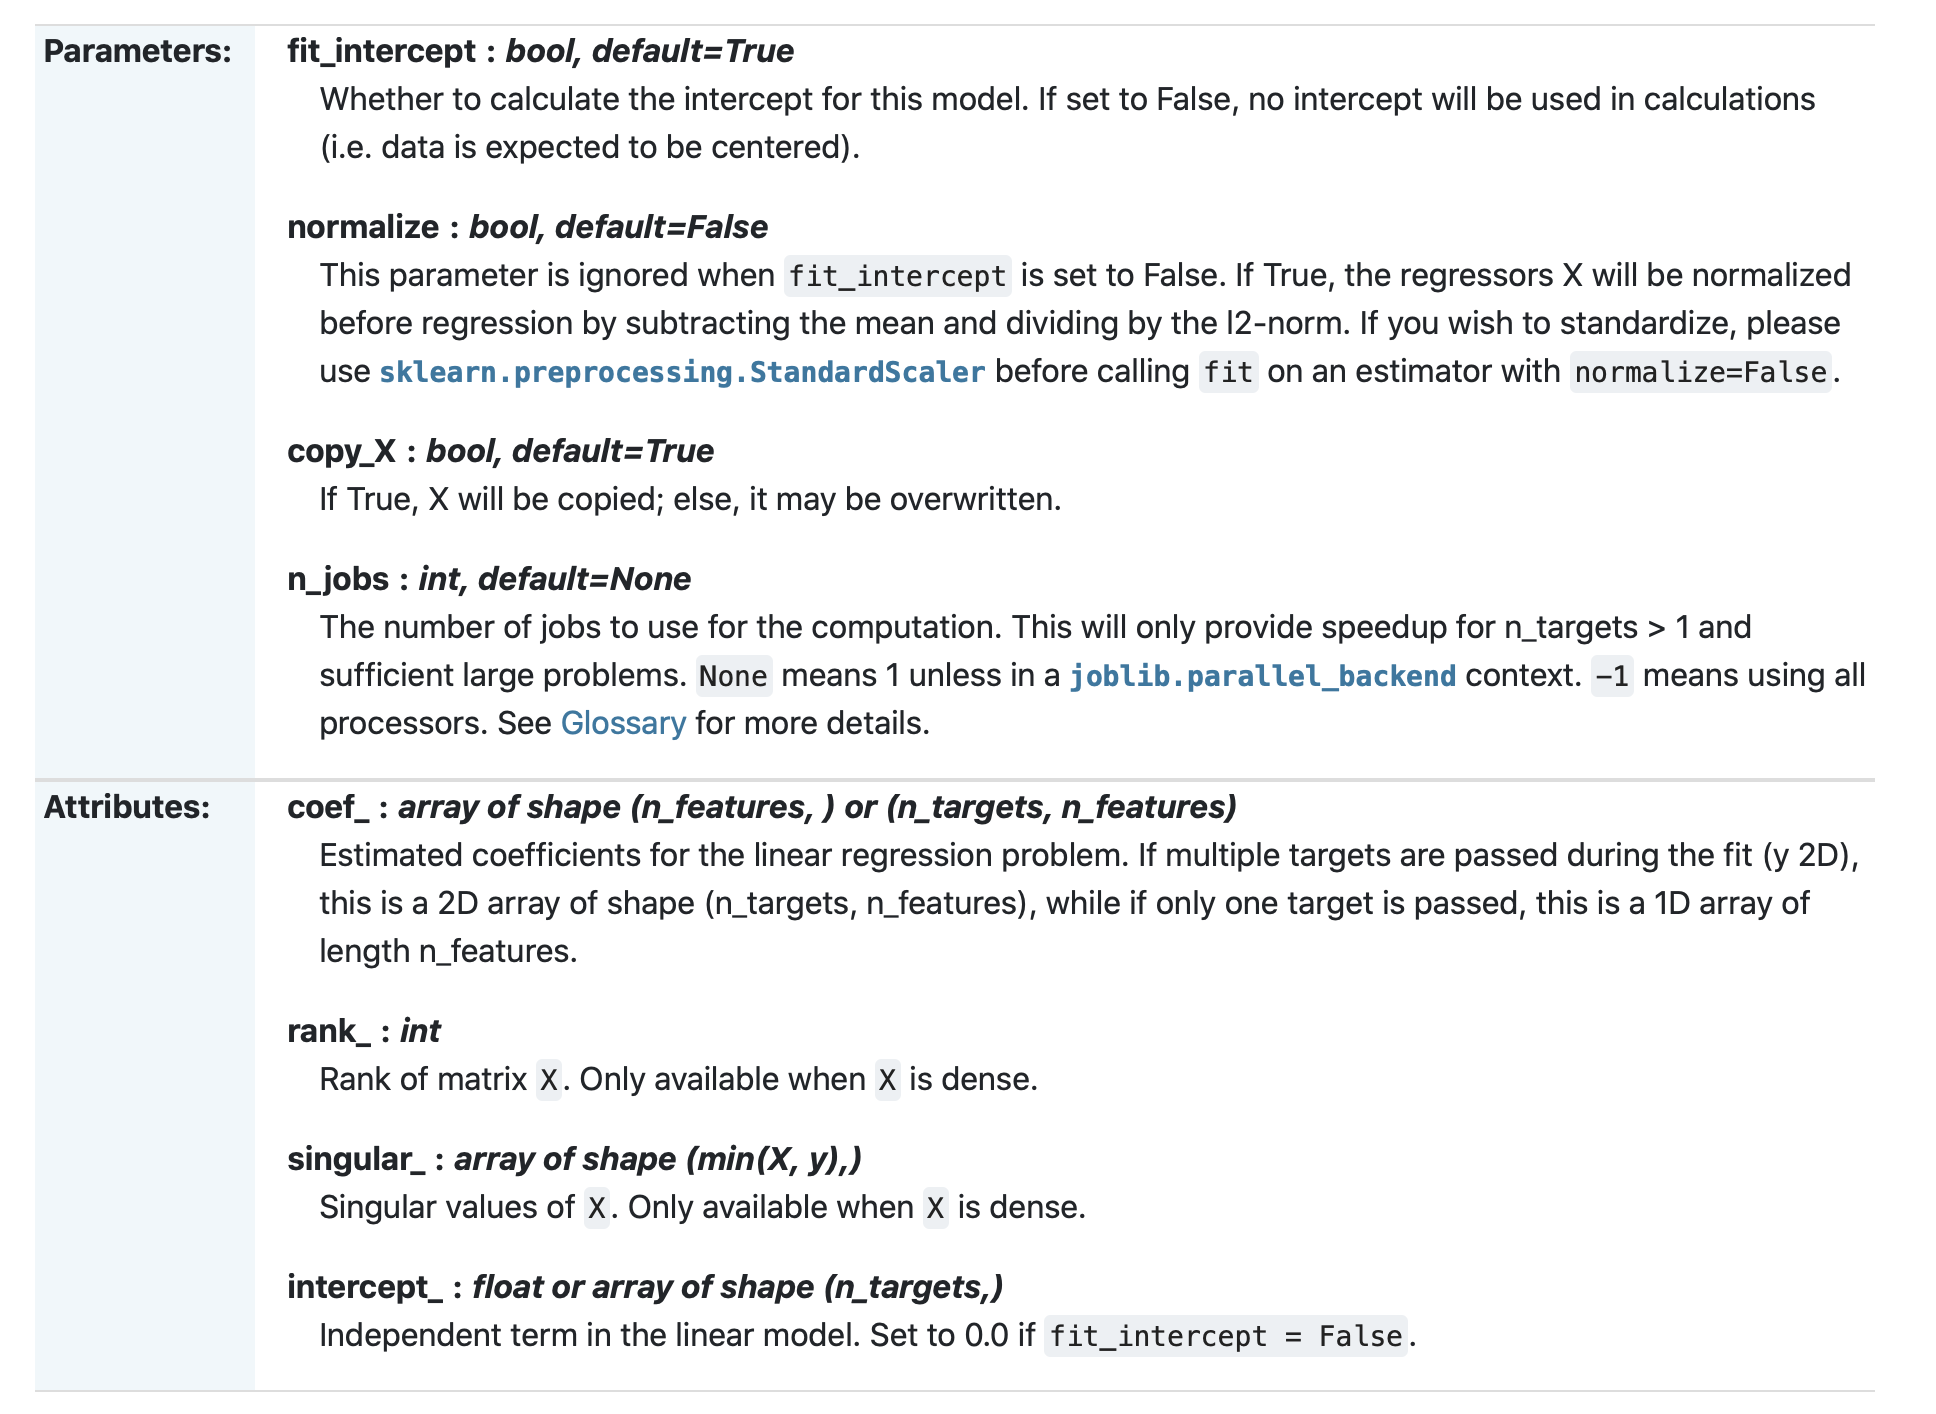 Parameters:
fit_intercept : bool, default=True
Whether to calculate the intercept for this model. If set to False, no intercept will be used in calculations
(i.e. data is expected to be centered).
normalize : bool, default=False
This parameter is ignored when fit_intercept is set to False. If True, the regressors X will be normalized
before regression by subtracting the mean and dividing by the l2-norm. If you wish to standardize, please
use sklearn.preprocessing.StandardScaler before calling fit on an estimator with normalize=False.
copy_X : bool, default=True
If True, X will be copied; else, it may be overwritten.
n_jobs : int, default=None
The number of jobs to use for the computation. This will only provide speedup for n_targets > 1 and
sufficient large problems. None means 1 unless in a joblib.parallel_backend context. -1 means using all
processors. See Glossary for more details.
Attributes:
coef_ : array of shape (n_features, ) or (n_targets, n_features)
Estimated coefficients for the linear regression problem. If multiple targets are passed during the fit (y 2D),
this is a 2D array of shape (n_targets, n_features), while if only one target is passed, this is a 1D array of
length n_features.
rank_ : int
Rank of matrix X. Only available when X is dense.
singular_ : array of shape (min(X, y),)
Singular values of X. Only available when X is dense.
intercept_ : float or array of shape (n_targets,)
Independent term in the linear model. Set to 0.0 if fit_intercept = False.